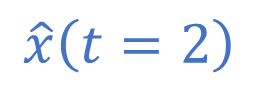 x̂(t = 2)